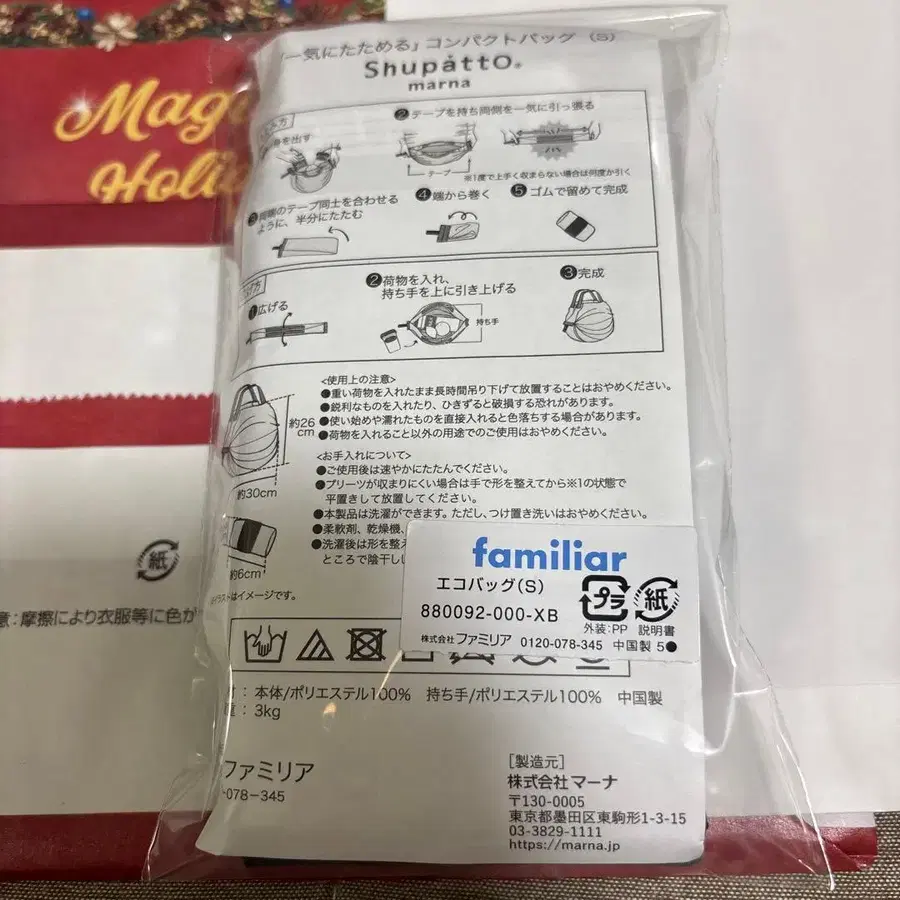 Mag
Holi
「一気にたためる」コンパクトバッグ（S）
Shupatto®
marna
み方
身を出す
❷テープを持ち両側を一気に引っ張る
テープ
※1度で上手く収まらない場合は何度か引く
❸両端のテープ同士を合わせる
ように、半分にたたむ
❹端から巻く
❺ゴムで留めて完成
方
❶広げる
❷荷物を入れ、
持ち手を上に引き上げる
持ち手
❸完成
<使用上の注意>
●重い荷物を入れたまま長時間吊り下げて放置することはおやめください。
●鋭利なものを入れたり、ひきずると破損する恐れがあります。
●使い始めや濡れたものを直接入れると色落ちする場合があります。
●荷物を入れること以外の用途でのご使用はおやめください。
約26
cm
約30cm
約6cm
<お手入れについて>
●ご使用後は速やかにたたんでください。
●プリーツが収まりにくい場合は手で形を整えてから※1の状態で
平置きして放置してください。
●本製品は洗濯ができます。ただし、つけ置き洗いはおやめください。
●柔軟剤、乾燥機、
●洗濯後は形を整え
ところで陰干し
ラストはイメージです。
紙
意：摩擦により衣服等に色が
familiar
エコバッグ(S)
880092-000-XB
プラ
紙
外装：PP 説明書
株式会社 ファミリア 0120-078-345 中国製 5●
：本体/ポリエステル100% 持ち手/ポリエステル100% 中国製
：3kg
ファミリア
-078-345
［製造元］
株式会社マーナ
〒130-0005
東京都墨田区東駒形1-3-15
03-3829-1111
https://marna.jp